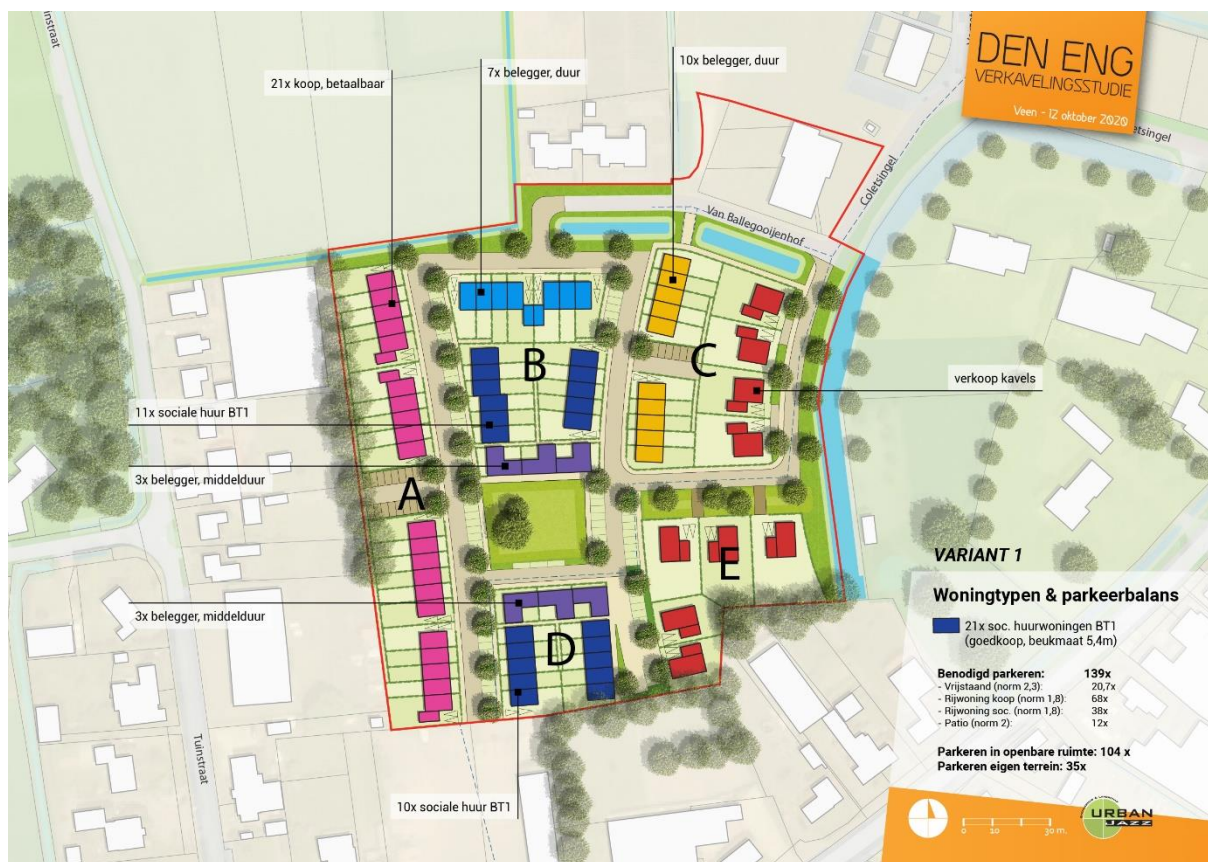 DEN ENG
VERKAVELINGSSTUDIE
Veen - 12 oktober 2020
Tuinstraat
21x koop, betaalbaar
7x belegger, duur
10x belegger, duur
Coletsingel
Coletsingel
Van Ballegooijenhof
B
C
verkoop kavels
11x sociale huur BT1
3x belegger, middelduur
A
E
3x belegger, middelduur
D
10x sociale huur BT1
Tuinstraat
VARIANT 1
Woningtypen & parkeerbalans
21x soc. huurwoningen BT1
(goedkoop, beukmaat 5,4m)
Benodigd parkeren: 139x
- Vrijstaand (norm 2,3): 20,7x
- Rijwoning koop (norm 1,8): 68x
- Rijwoning soc. (norm 1,8): 38x
- Patio (norm 2): 12x
Parkeren in openbare ruimte: 104 x
Parkeren eigen terrein: 35x
0 10 30 m.
URBAN
JAZZ